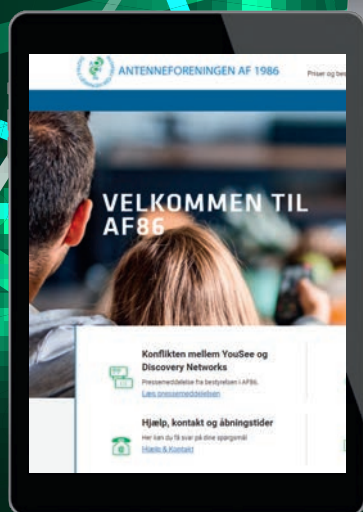 ANTENNEFORENINGEN AF 1986
Priser og
VELKOMMEN TIL
AF86
Konflikten mellem YouSee og
Discovery Networks
Pressemeddelelse fra bestyrelsen i AF86.
Læs pressemeddelelsen
Hjælp, kontakt og åbningstider
Her kan du få svar på dine spørgsmål
Hjælp & Kontakt